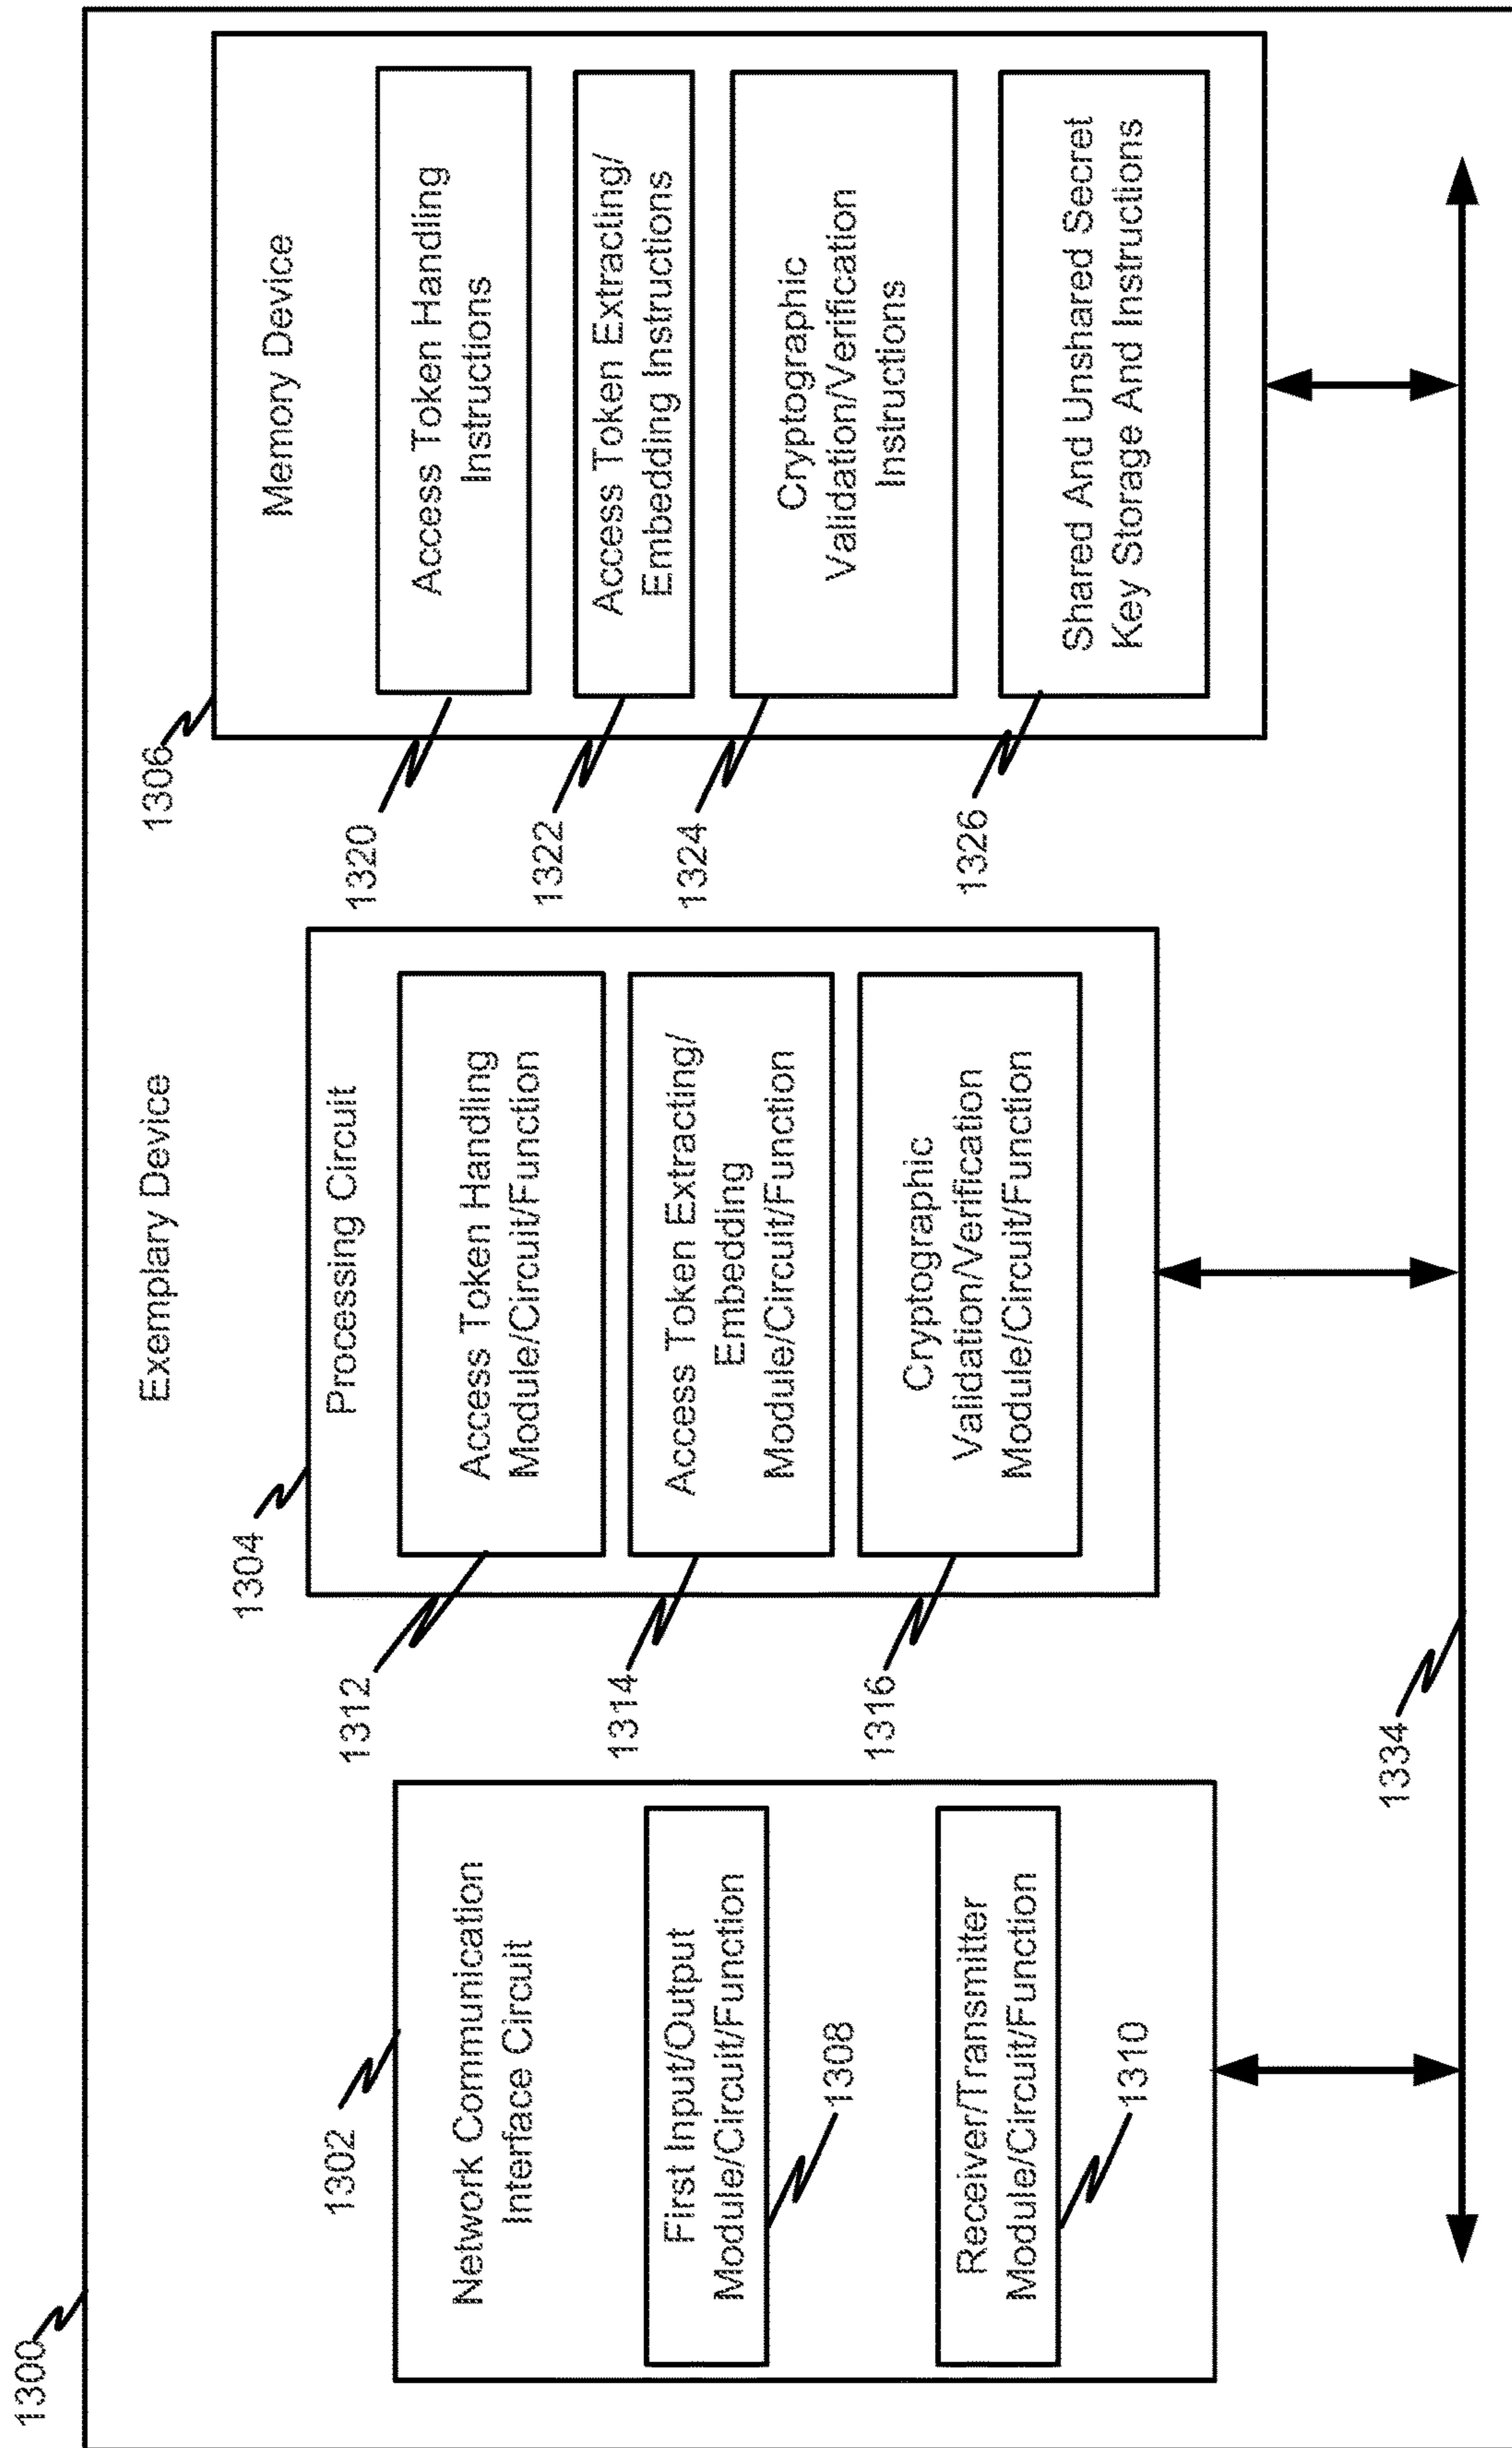 1300
Exemplary Device
1302
Network Communication
Interface Circuit
First Input/Output
Module/Circuit/Function
1308
Receiver/Transmitter
Module/Circuit/Function
1310
1304
Processing Circuit
1312
Access Token Handling
Module/Circuit/Function
1314
Access Token Extracting/
Embedding
Module/Circuit/Function
1316
Cryptographic
Validation/Verification
Module/Circuit/Function
1306
Memory Device
1320
Access Token Handling
Instructions
1322
Access Token Extracting/
Embedding Instructions
1324
Cryptographic
Validation/Verification
Instructions
1326
Shared And Unshared Secret
Key Storage And Instructions
1334